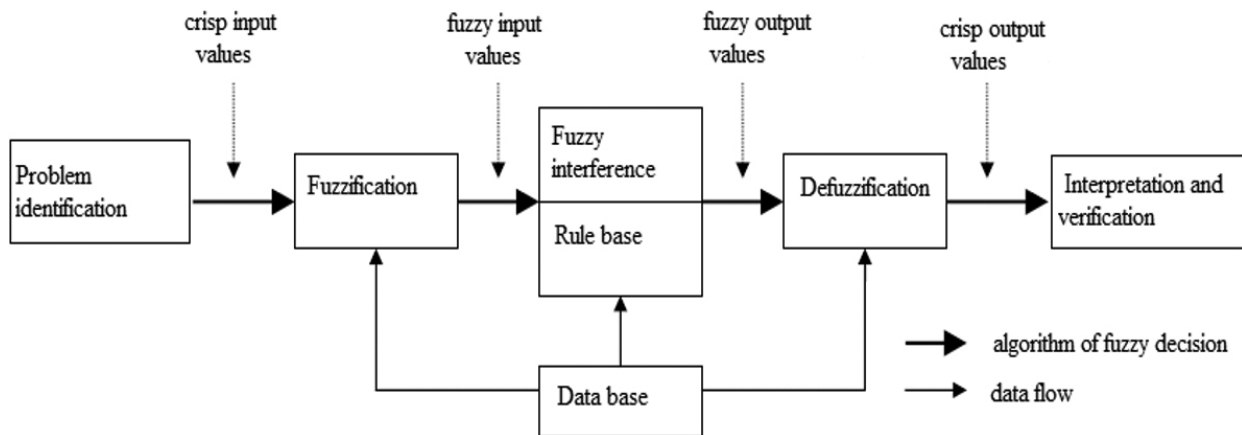 crisp input
values
fuzzy input
values
fuzzy output
values
crisp output
values
Problem
identification
Fuzzification
Fuzzy
interference
Rule base
Defuzzification
Interpretation and
verification
Data base
algorithm of fuzzy decision
data flow